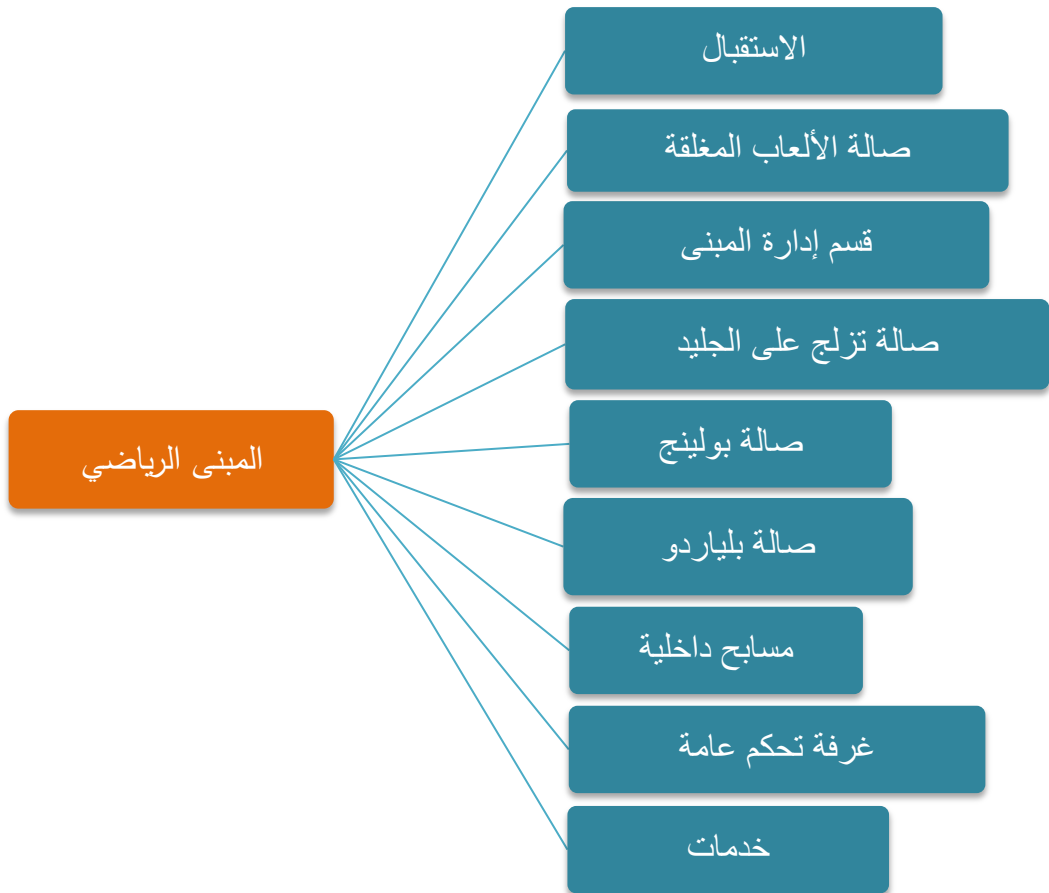 الاستقبال
صالة الألعاب المغلقة
قسم إدارة المبنى
صالة تزلج على الجليد
المبنى الرياضي
صالة بولينج
صالة بلياردو
مسابح داخلية
غرفة تحكم عامة
خدمات